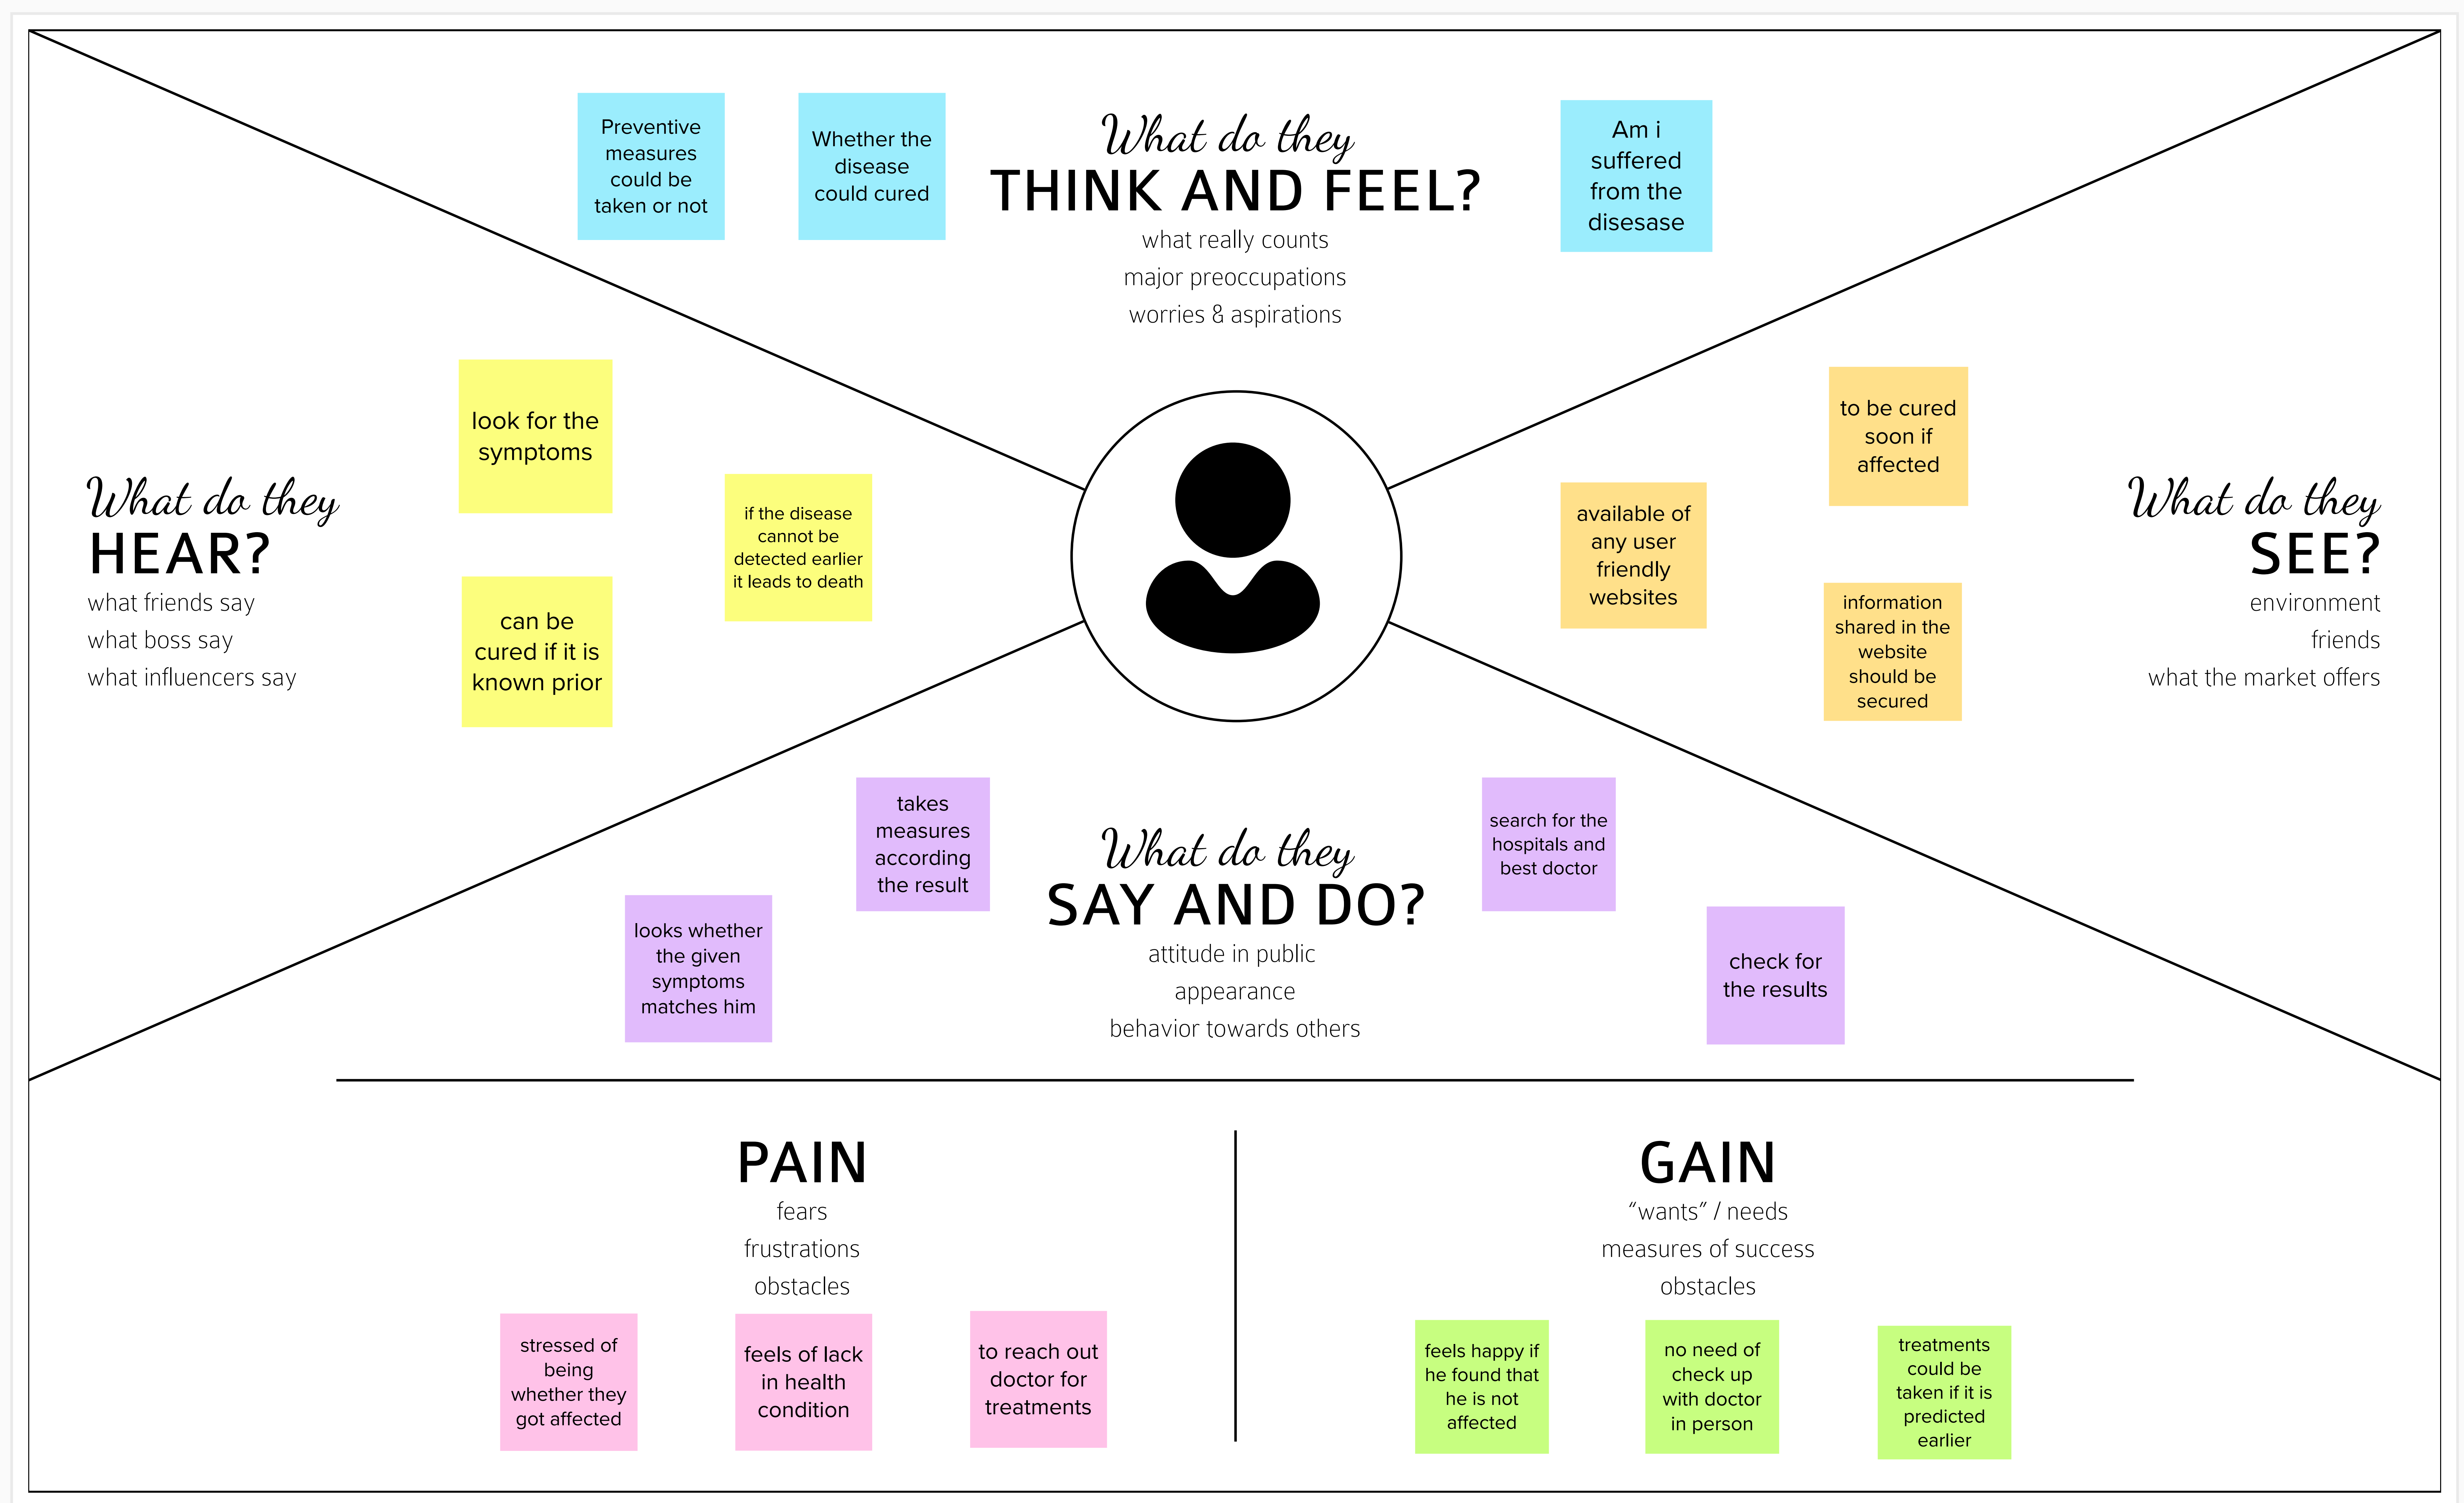 Preventive
measures
could be
taken or not
Whether the
disease
could cured
What do they
THINK AND FEEL?
what really counts
major preoccupations
worries & aspirations
Am i
suffered
from the
disesase
What do they
HEAR?
what friends say
what boss say
what influencers say
look for the
symptoms
if the disease
cannot be
detected earlier
it leads to death
can be
cured if it is
known prior
to be cured
soon if
affected
available of
any user
friendly
websites
information
shared in the
website
should be
secured
What do they
SEE?
environment
friends
what the market offers
takes
measures
according
the result
looks whether
the given
symptoms
matches him
What do they
SAY AND DO?
attitude in public
appearance
behavior towards others
search for the
hospitals and
best doctor
check for
the results
PAIN
fears
frustrations
obstacles
stressed of
being
whether they
got affected
feels of lack
in health
condition
to reach out
doctor for
treatments
GAIN
“wants” / needs
measures of success
obstacles
feels happy if
he found that
he is not
affected
no need of
check up
with doctor
in person
treatments
could be
taken if it is
predicted
earlier